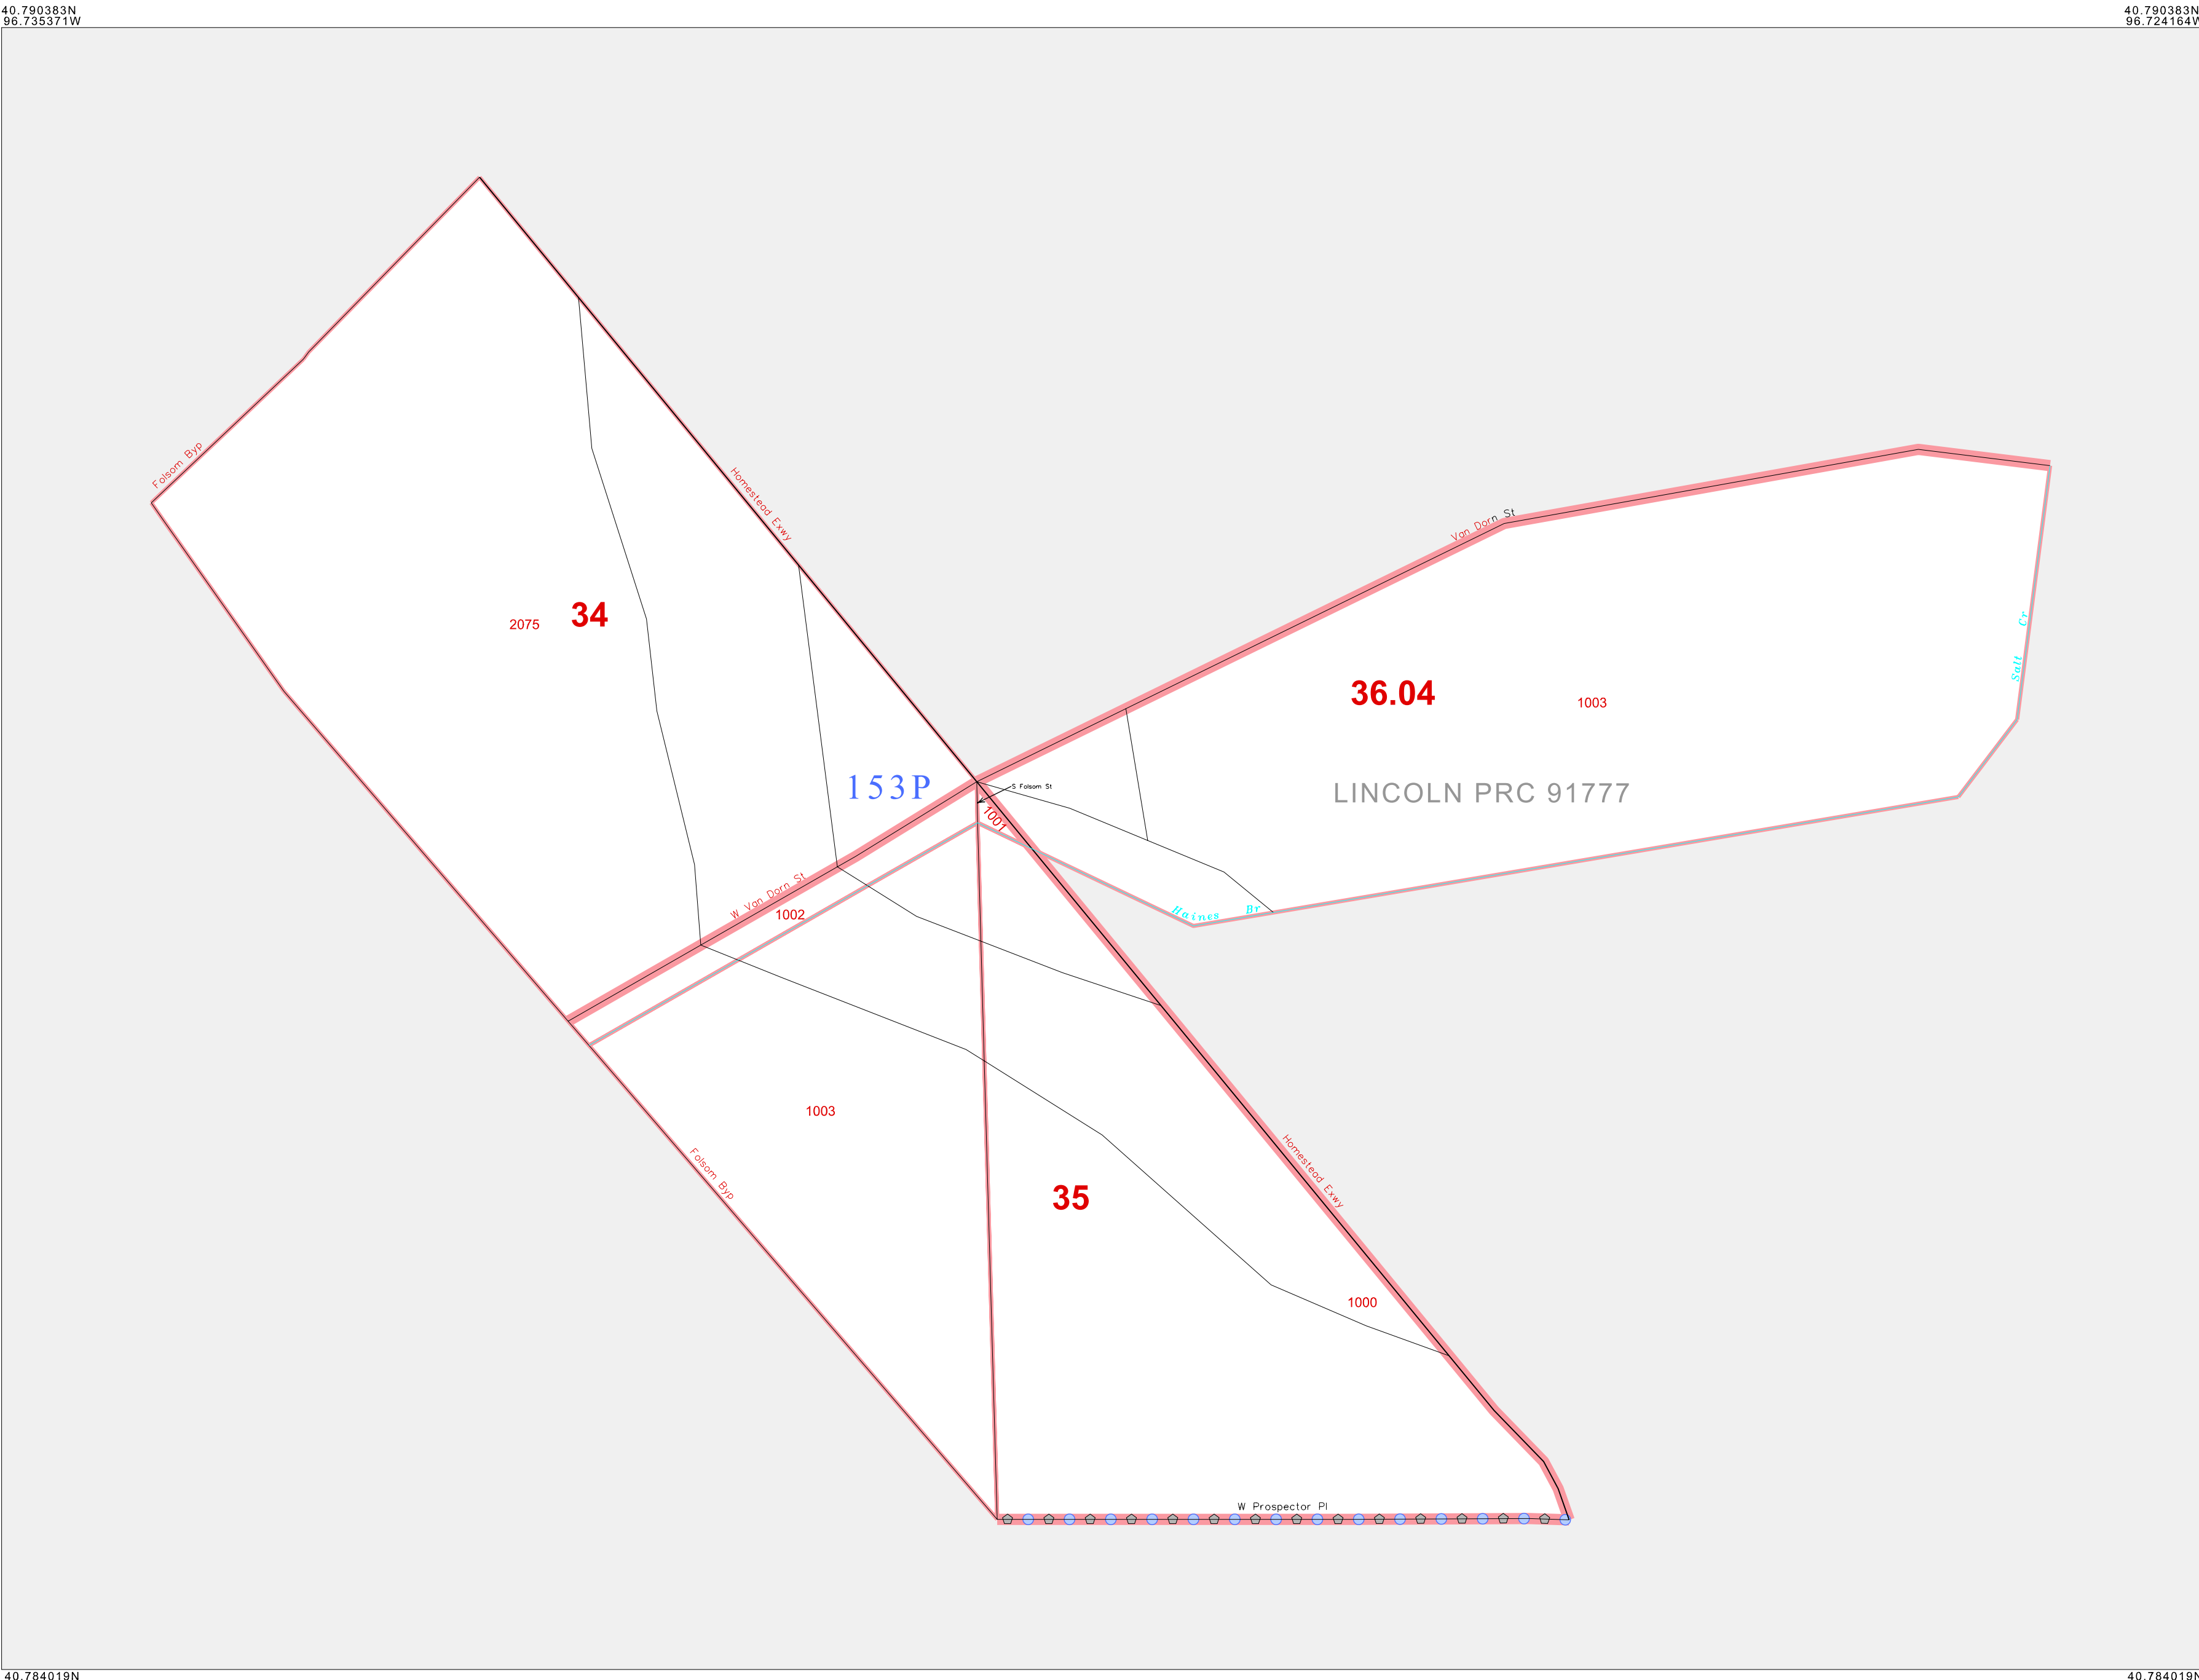 40.790383N
96.735371W
40.790383N
96.724164W
Folsom Byp
Homestead Exwy
Van Dorn St
34
2075
Salt Cr
36.04
1003
153P
S Folsom St
LINCOLN PRC 91777
1001
W Van Dorn St
1002
Haines Br
1003
Folsom Byp
Homestead Exwy
35
1000
W Prospector Pl
40.784019N
40.784019N